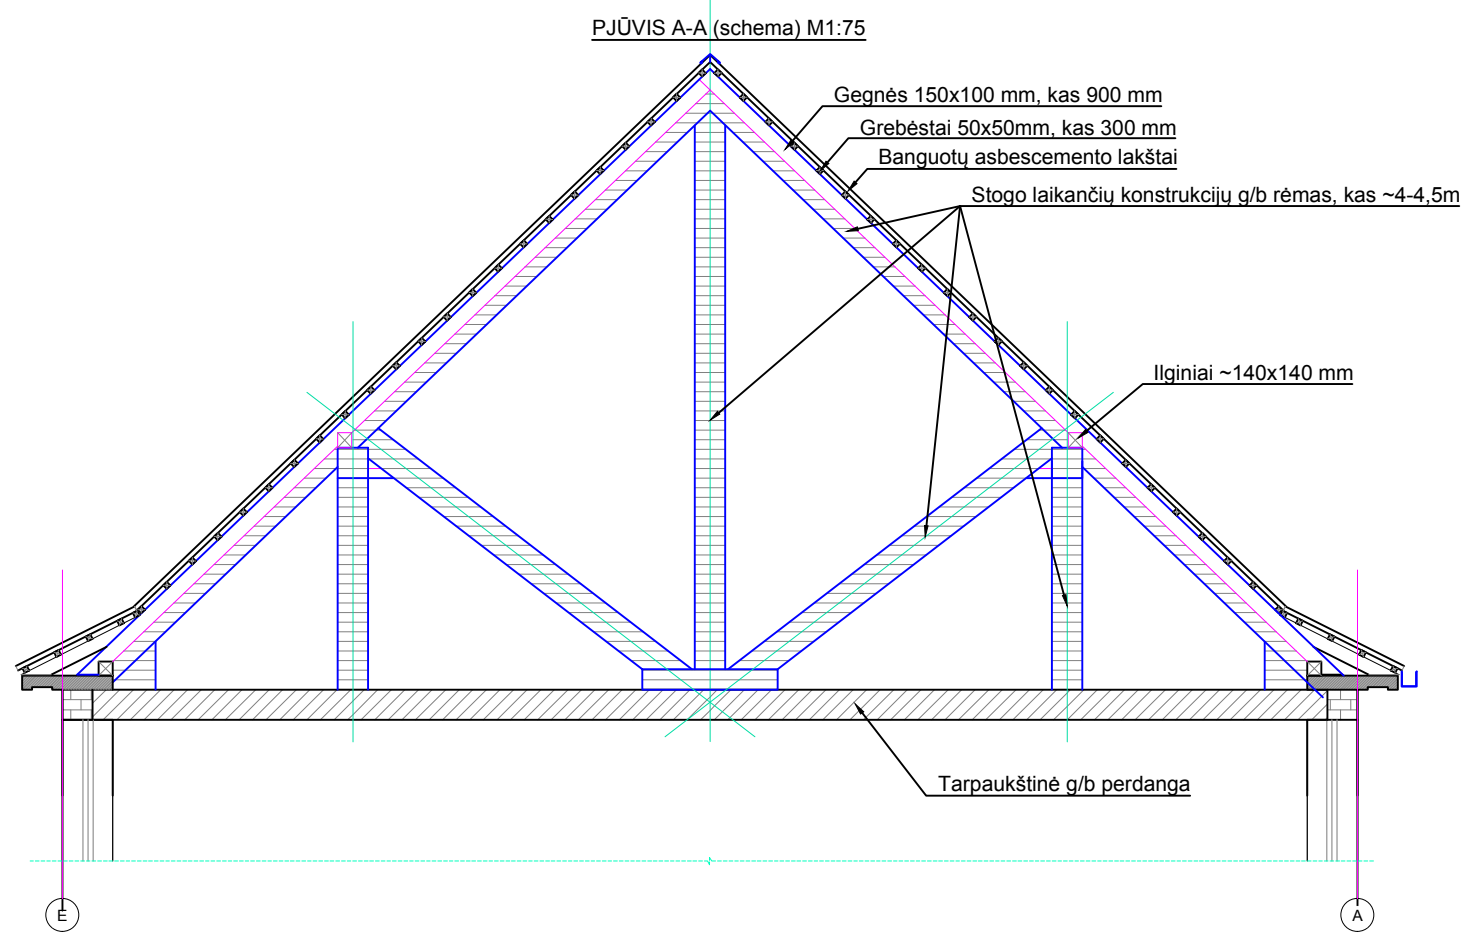 PJŪVIS A-A (schema) M1:75
Gegnės 150x100 mm, kas 900 mm
Grebėstai 50x50mm, kas 300 mm
Banguotų asbescemento lakštai
Stogo laikančių konstrukcijų g/b rėmas, kas ~4-4,5m
Ilginiai ~140x140 mm
Tarpaukštinė g/b perdanga
E
A